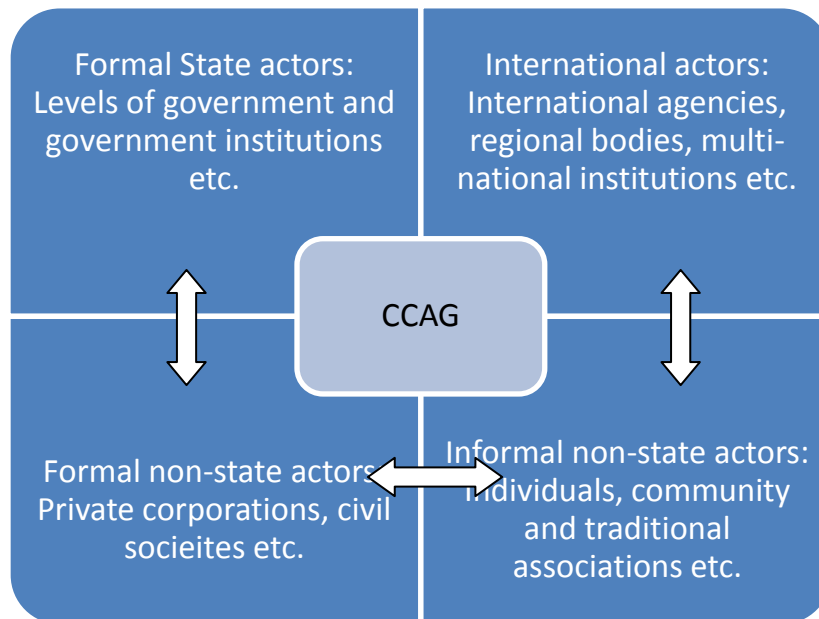 Formal State actors:
Levels of government and
government institutions
etc.
International actors:
International agencies,
regional bodies, multi-
national institutions etc.
CCAG
Formal non-state actors:
Private corporations, civil
socieites etc.
Informal non-state actors:
Individuals, community
and traditional
associations etc.